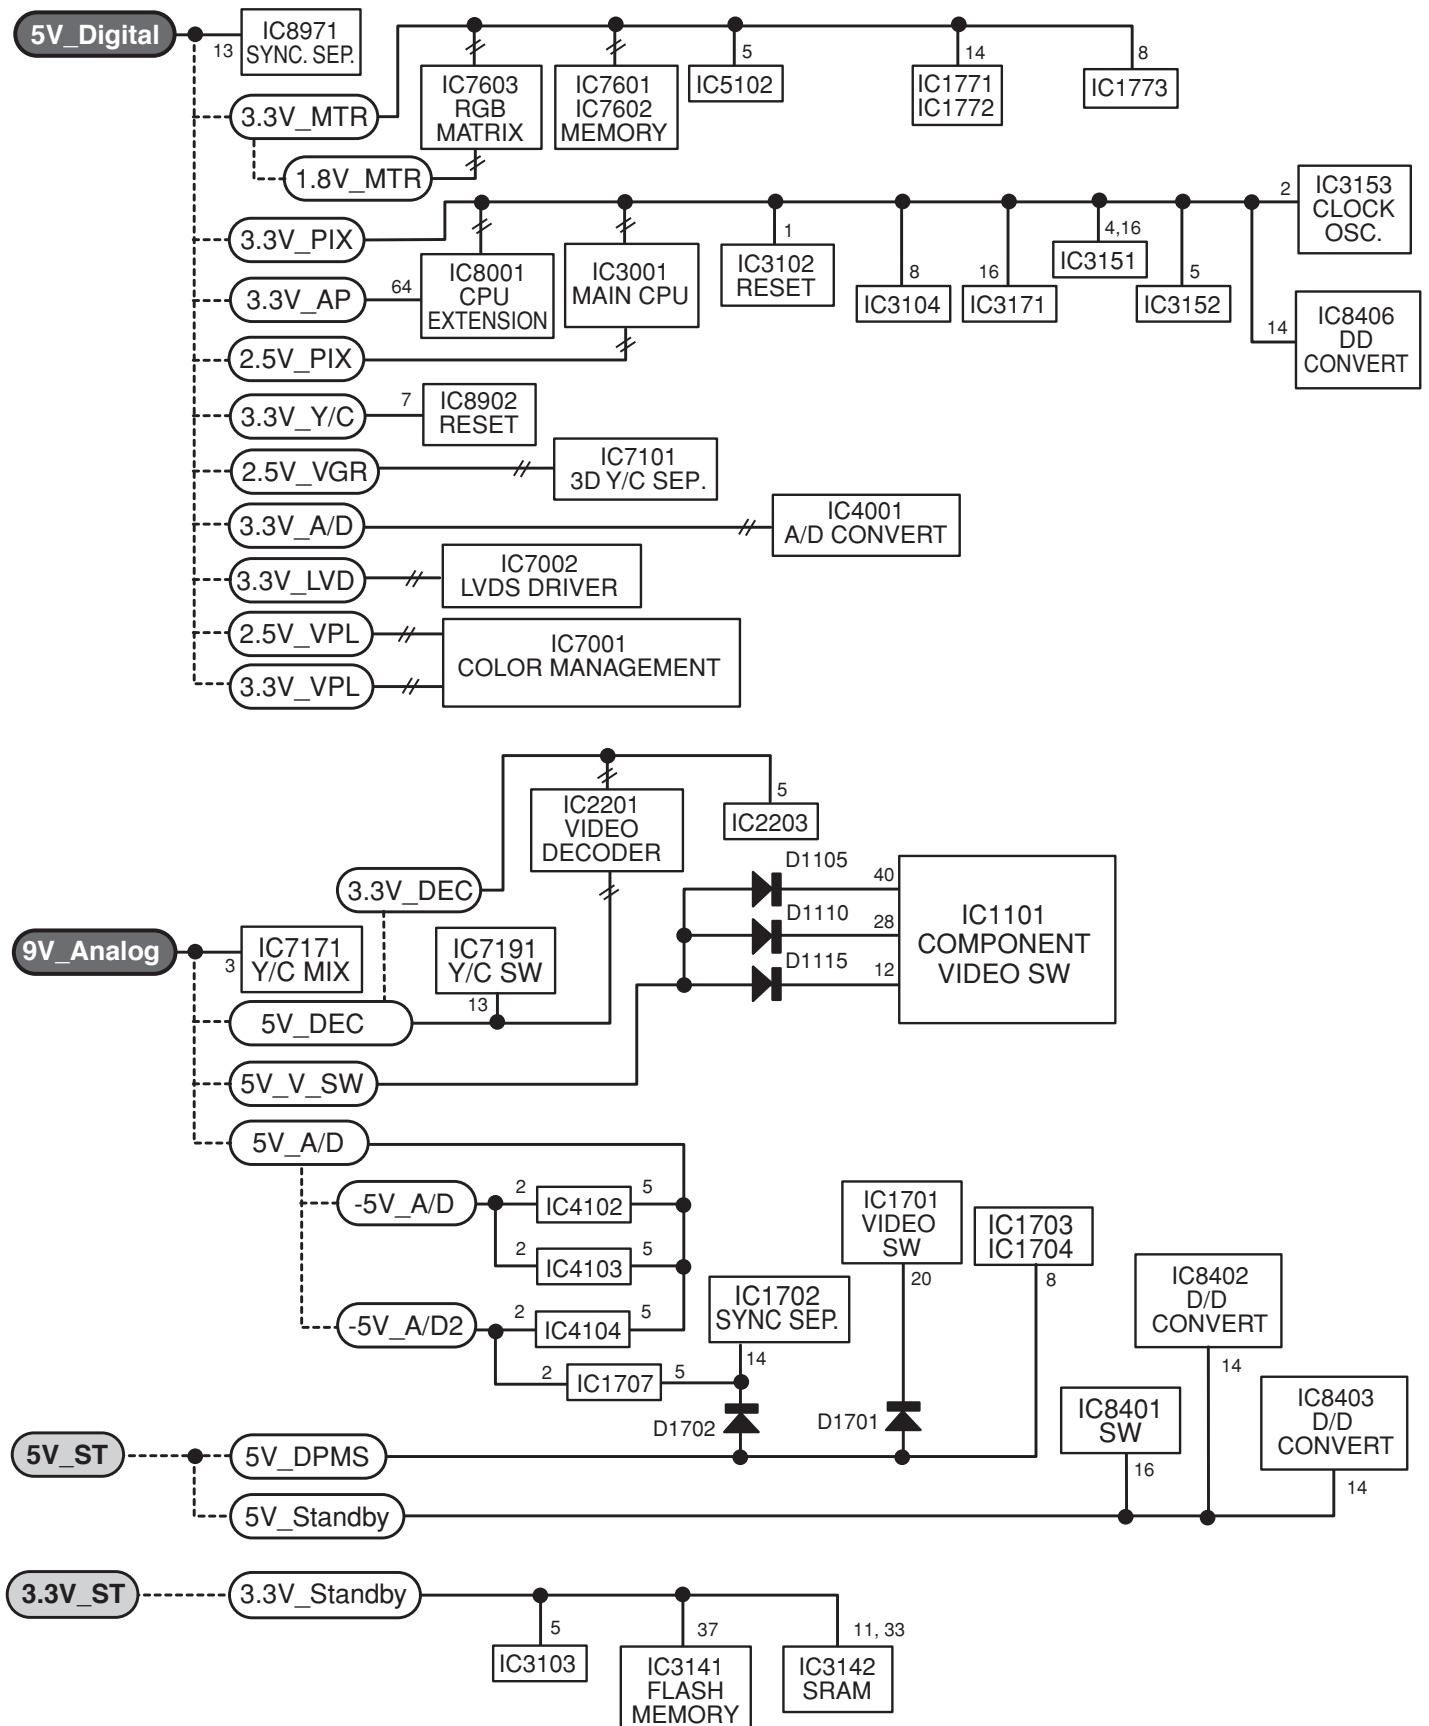 5V_Digital
13
IC8971
SYNC. SEP.
3.3V_MTR
1.8V_MTR
IC7603
RGB
MATRIX
IC7601
IC7602
MEMORY
5
IC5102
14
IC1771
IC1772
8
IC1773
3.3V_PIX
3.3V_AP
64
IC8001
CPU
EXTENSION
IC3001
MAIN CPU
1
IC3102
RESET
8
IC3104
16
IC3171
4,16
IC3151
5
IC3152
2
IC3153
CLOCK
OSC.
14
IC8406
DD
CONVERT
2.5V_PIX
3.3V_Y/C
7
IC8902
RESET
2.5V_VGR
IC7101
3D Y/C SEP.
3.3V_A/D
IC4001
A/D CONVERT
3.3V_LVD
IC7002
LVDS DRIVER
2.5V_VPL
3.3V_VPL
IC7001
COLOR MANAGEMENT
9V_Analog
3
IC7171
Y/C MIX
3.3V_DEC
IC2201
VIDEO
DECODER
5
IC2203
IC7191
Y/C SW
13
5V_DEC
D1105
40
D1110
28
D1115
12
IC1101
COMPONENT
VIDEO SW
5V_V_SW
5V_A/D
-5V_A/D
2
IC4102
5
2
IC4103
5
-5V_A/D2
2
IC4104
5
2
IC1707
5
IC1702
SYNC SEP.
14
D1702
IC1701
VIDEO
SW
20
D1701
IC1703
IC1704
8
IC8402
D/D
CONVERT
14
IC8401
SW
16
IC8403
D/D
CONVERT
14
5V_ST
5V_DPMS
5V_Standby
3.3V_ST
3.3V_Standby
5
IC3103
37
IC3141
FLASH
MEMORY
11, 33
IC3142
SRAM